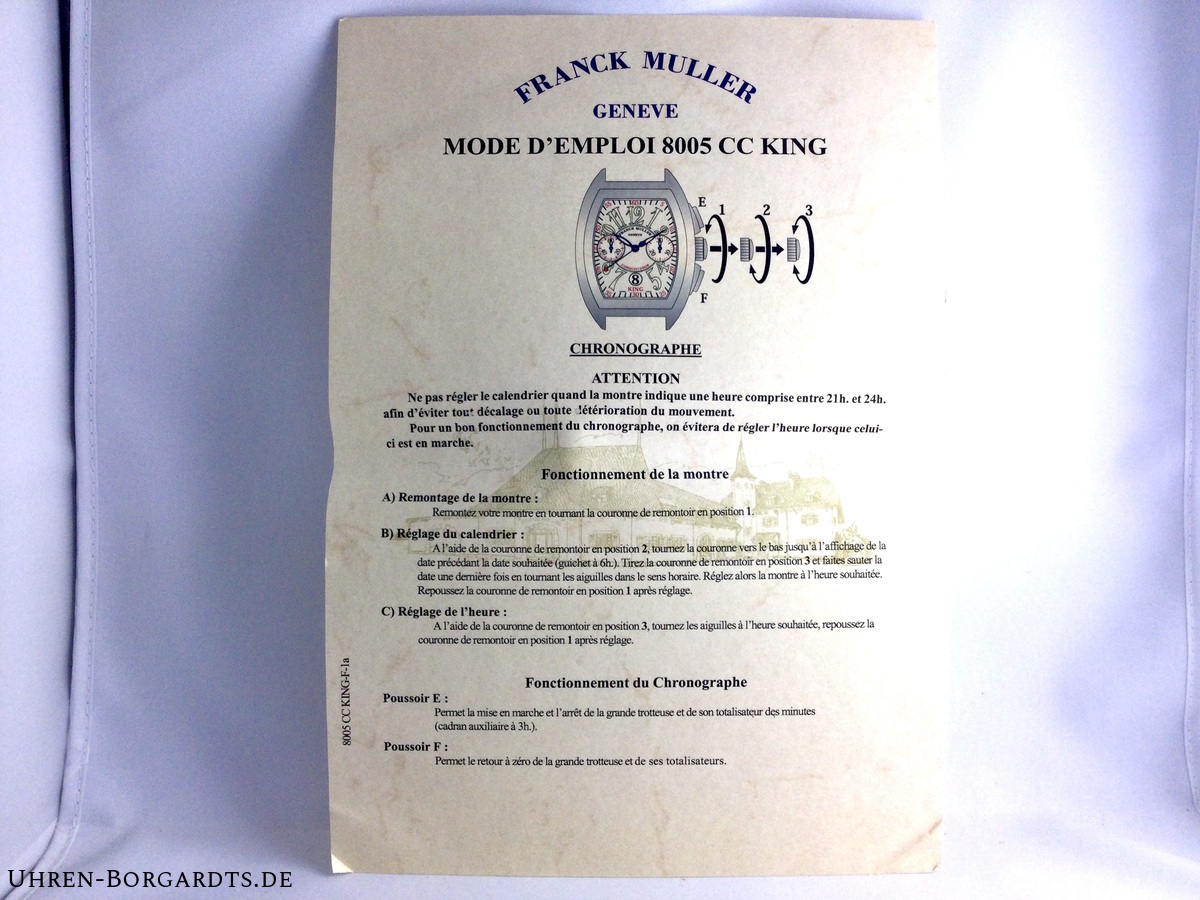 FRANCK MULLER
GENEVE
MODE D'EMPLOI 8005 CC KING
E
1
2
3
F
CHRONOGRAPHE
ATTENTION
Ne pas régler le calendrier quand la montre indique une heure comprise entre 21h. et 24h.
afin d'éviter tout décalage ou toute détérioration du mouvement.
Pour un bon fonctionnement du chronographe, on évitera de régler l'heure lorsque celui-
ci est en marche.
Fonctionnement de la montre
A) Remontage de la montre :
Remontez votre montre en tournant la couronne de remontoir en position 1.
B) Réglage du calendrier :
A l'aide de la couronne de remontoir en position 2, tournez la couronne vers le bas jusqu'à l'affichage de la
date précédant la date souhaitée (guichet à 6h.). Tirez la couronne de remontoir en position 3 et faites sauter la
date une dernière fois en tournant les aiguilles dans le sens horaire. Réglez alors la montre à l'heure souhaitée.
Repoussez la couronne de remontoir en position 1 après réglage.
C) Réglage de l'heure :
A l'aide de la couronne de remontoir en position 3, tournez les aiguilles à l'heure souhaitée, repoussez la
couronne de remontoir en position 1 après réglage.
Fonctionnement du Chronographe
Poussoir E :
Permet la mise en marche et l'arrêt de la grande trotteuse et de son totalisateur des minutes
(cadran auxiliaire à 3h.).
Poussoir F :
Permet le retour à zéro de la grande trotteuse et de ses totalisateurs.
8005 CC KING-F-1a
UHREN-BORGARDTS.DE